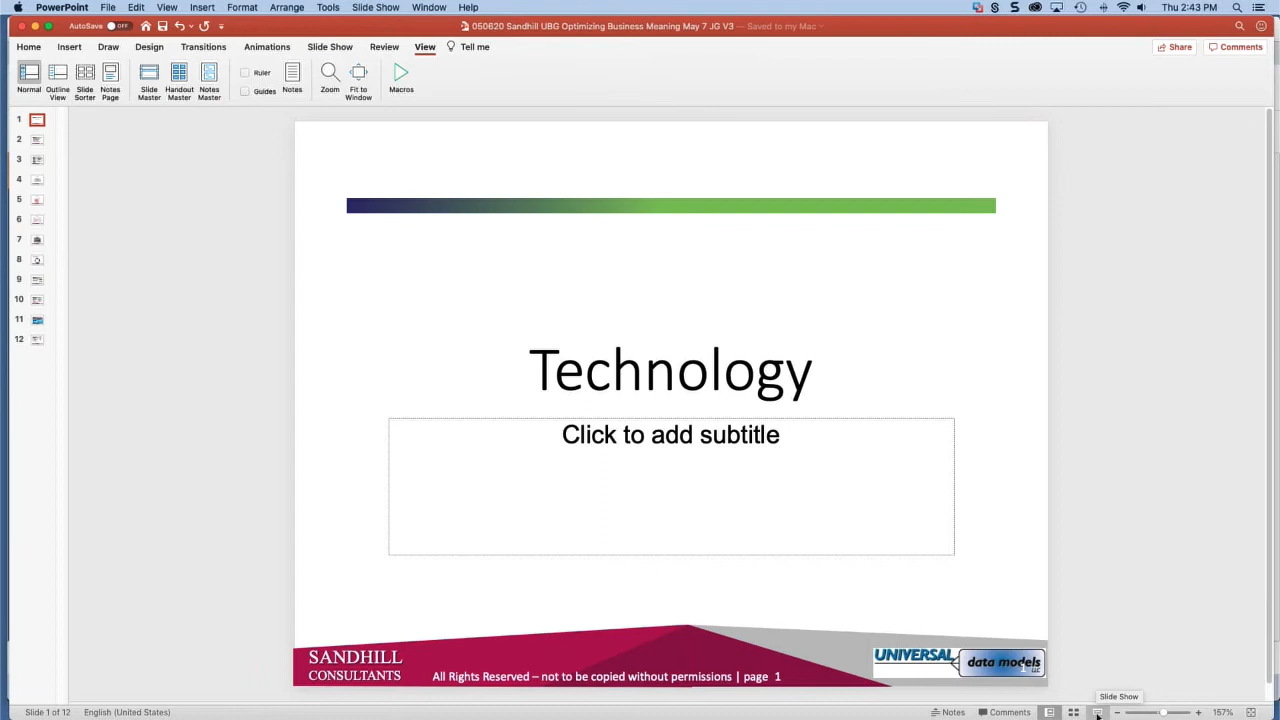 PowerPoint File Edit View Insert Format Arrange Tools Slide Show Window Help Thu 2:43 PM
AutoSave OFF 050620 Sandhill UBG Optimizing Business Meaning May 7 JG V3 — Saved to my Mac
Home Insert Draw Design Transitions Animations Slide Show Review View Tell me Share Comments
Normal Outline View Slide Sorter Notes Page Slide Master Handout Master Notes Master Ruler Guides Notes Zoom Fit to Window Macros
1
2
3
4
5
6
7
8
9
10
11
12
Technology
Click to add subtitle
SANDHILL
CONSULTANTS
All Rights Reserved – not to be copied without permissions | page 1
UNIVERSAL
data models
Slide Show
Slide 1 of 12 English (United States) Notes Comments 157%